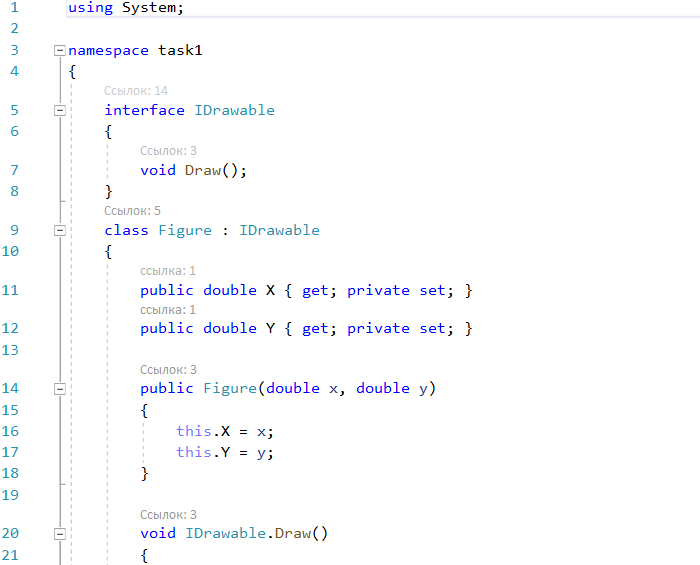 1 using System;
2
3 namespace task1
4 {
Ссылок: 14
5 interface IDrawable
6 {
Ссылок: 3
7 void Draw();
8 }
Ссылок: 5
9 class Figure : IDrawable
10 {
ссылка: 1
11 public double X { get; private set; }
ссылка: 1
12 public double Y { get; private set; }
13
Ссылок: 3
14 public Figure(double x, double y)
15 {
16 this.X = x;
17 this.Y = y;
18 }
19
Ссылок: 3
20 void IDrawable.Draw()
21 {